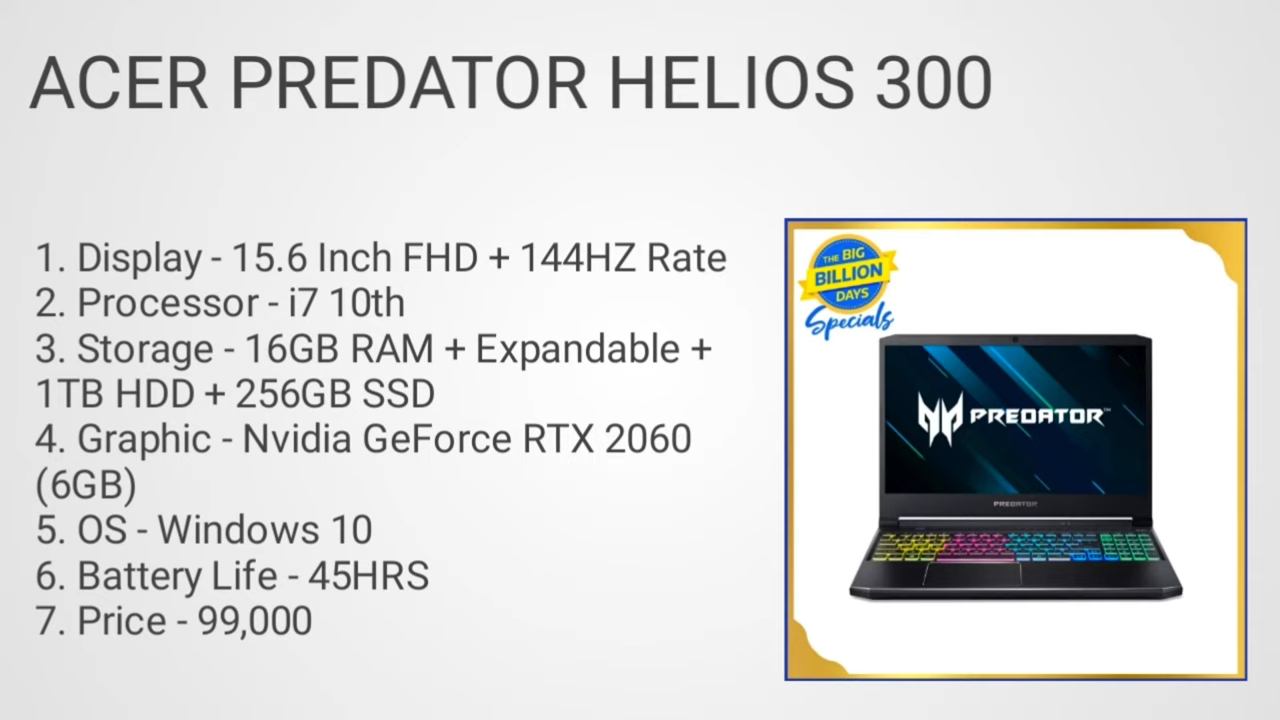 ACER PREDATOR HELIOS 300
1. Display - 15.6 Inch FHD + 144HZ Rate
2. Processor - i7 10th
3. Storage - 16GB RAM + Expandable +
1TB HDD + 256GB SSD
4. Graphic - Nvidia GeForce RTX 2060
(6GB)
5. OS - Windows 10
6. Battery Life - 45HRS
7. Price - 99,000
THE BIG
BILLION
DAYS
Specials
PREDATOR™
PREDATOR